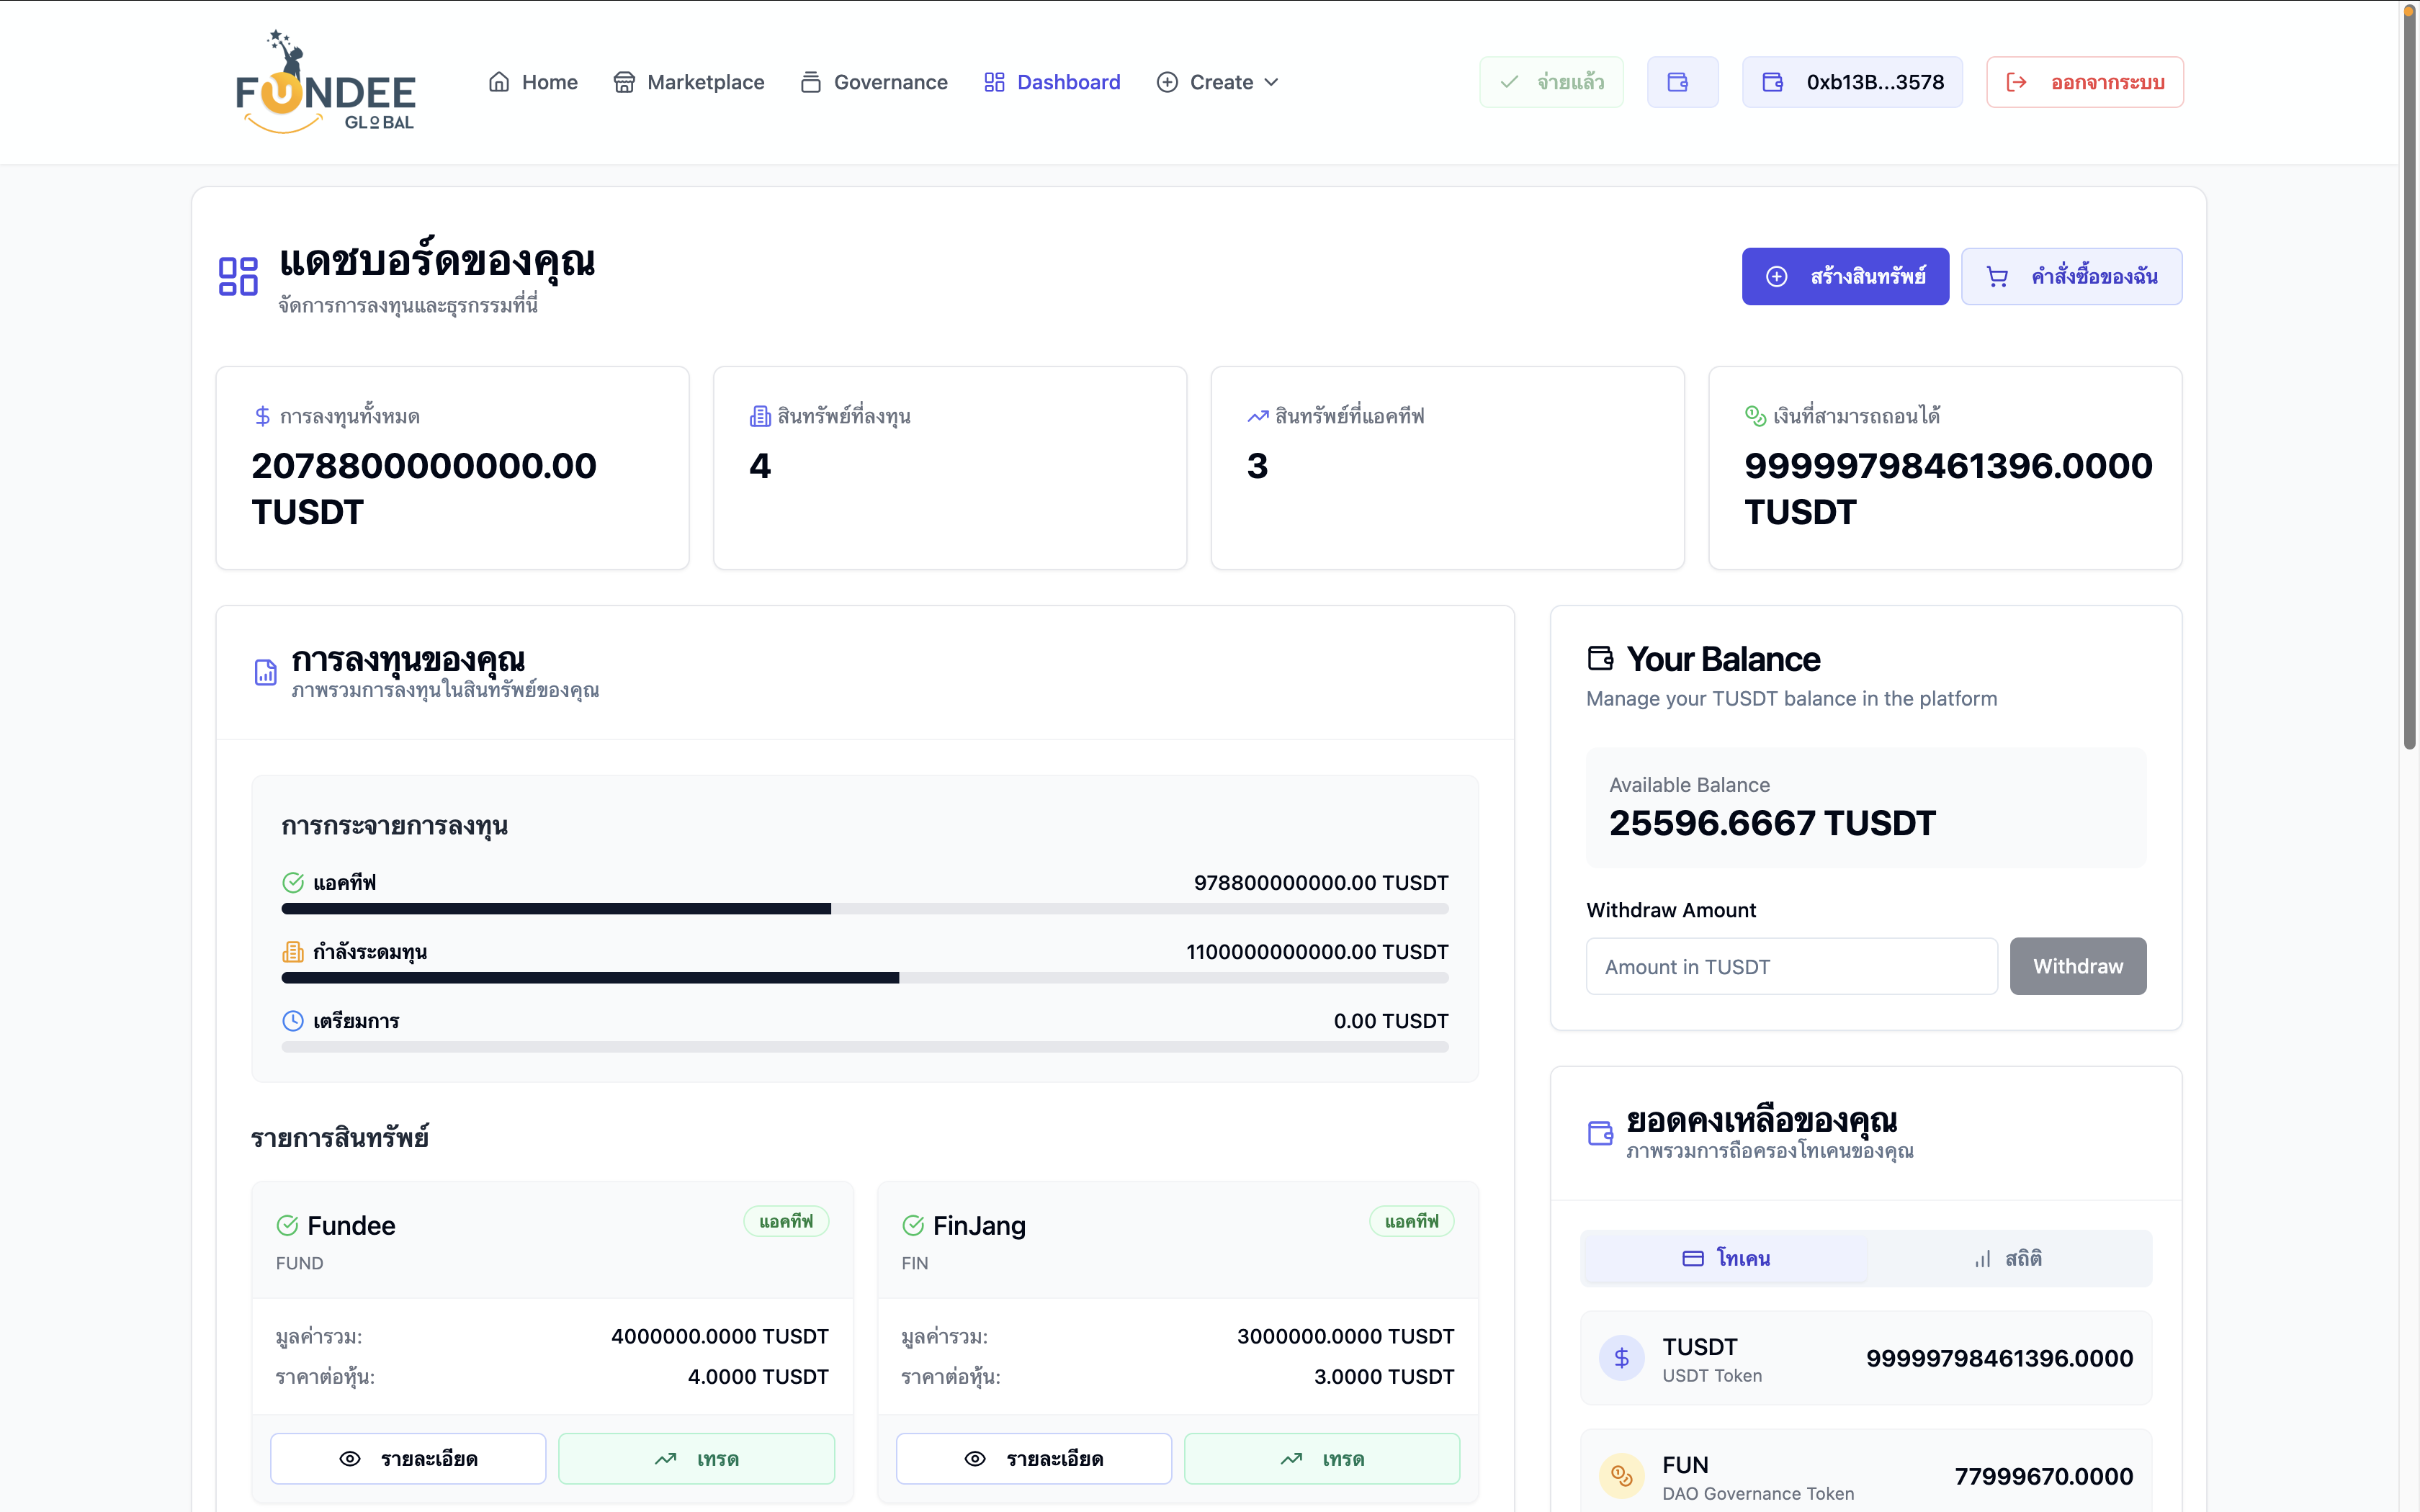 FUNDEE
GLOBAL
Home
Marketplace
Governance
Dashboard
Create
จ่ายแล้ว
0xb13B...3578
ออกจากระบบ
แดชบอร์ดของคุณ
จัดการการลงทุนและธุรกรรมที่นี่
สร้างสินทรัพย์
คำสั่งซื้อของฉัน
การลงทุนทั้งหมด
2078800000000.00
TUSDT
สินทรัพย์ที่ลงทุน
4
สินทรัพย์ที่แอคทีฟ
3
เงินที่สามารถถอนได้
99999798461396.0000
TUSDT
การลงทุนของคุณ
ภาพรวมการลงทุนในสินทรัพย์ของคุณ
การกระจายการลงทุน
แอคทีฟ
978800000000.00 TUSDT
กำลังระดมทุน
1100000000000.00 TUSDT
เตรียมการ
0.00 TUSDT
รายการสินทรัพย์
Fundee
แอคทีฟ
FUND
มูลค่ารวม:
4000000.0000 TUSDT
ราคาต่อหุ้น:
4.0000 TUSDT
รายละเอียด
เทรด
FinJang
แอคทีฟ
FIN
มูลค่ารวม:
3000000.0000 TUSDT
ราคาต่อหุ้น:
3.0000 TUSDT
รายละเอียด
เทรด
Your Balance
Manage your TUSDT balance in the platform
Available Balance
25596.6667 TUSDT
Withdraw Amount
Amount in TUSDT
Withdraw
ยอดคงเหลือของคุณ
ภาพรวมการถือครองโทเคนของคุณ
โทเคน
สถิติ
TUSDT
USDT Token
99999798461396.0000
FUN
DAO Governance Token
77999670.0000